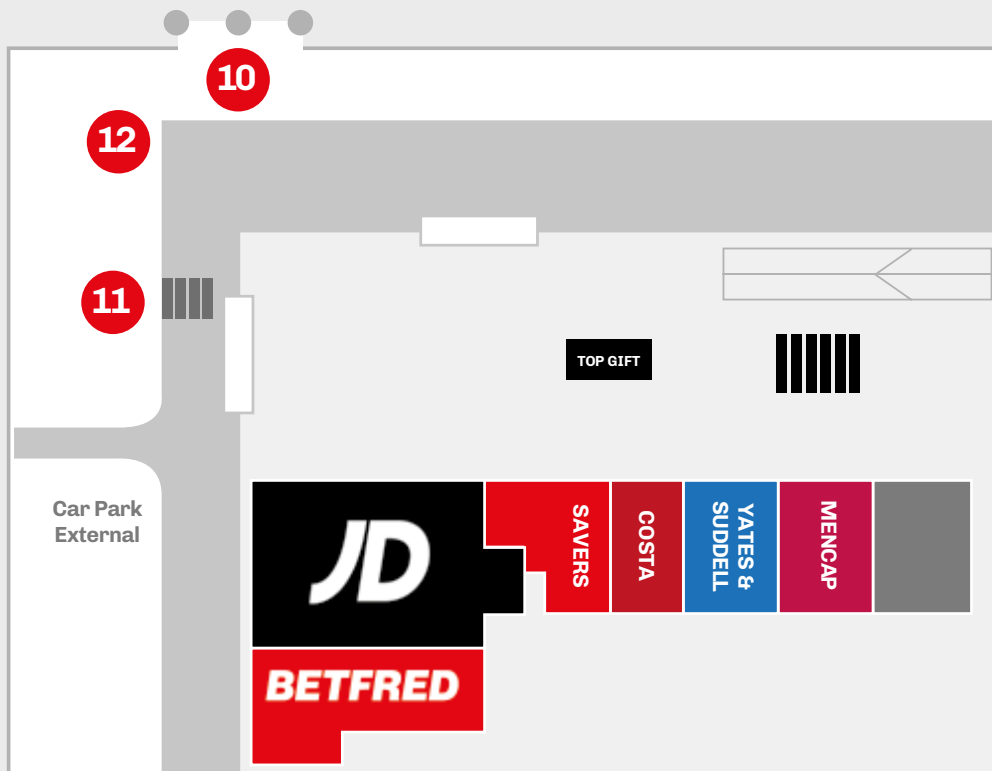 10
12
11
TOP GIFT
Car Park
External
JD
SAVERS
COSTA
YATES &
SUDDELL
MENCAP
BETFRED